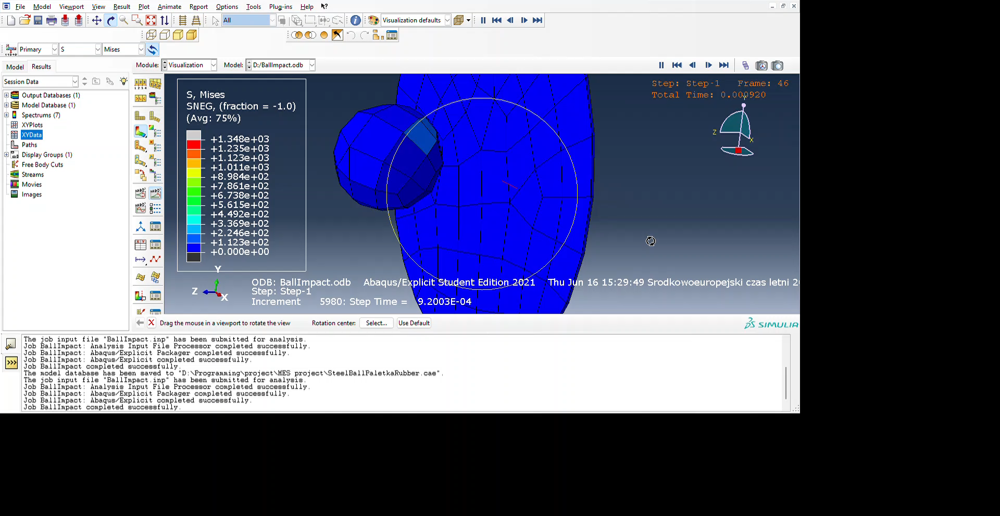 File Model Viewport View Result Plot Animate Report Options Tools Plug-ins Help
All
Visualization defaults
Primary S Mises
Model Results
Module: Visualization Model: D:/BallImpact.odb
Session Data
Output Databases (1)
Model Database (1)
Spectrums (7)
XYPlots
XYData
Paths
Display Groups (1)
Free Body Cuts
Streams
Movies
Images
S, Mises
SNEG, (fraction = -1.0)
(Avg: 75%)
+1.348e+03
+1.235e+03
+1.123e+03
+1.011e+03
+8.984e+02
+7.861e+02
+6.738e+02
+5.615e+02
+4.492e+02
+3.369e+02
+2.246e+02
+1.123e+02
+0.000e+00
Step: Step-1 Frame: 46
Total Time: 0.000920
Y
Z
X
Y
Z
X
ODB: BallImpact.odb Abaqus/Explicit Student Edition 2021 Thu Jun 16 15:29:49 Srodkowoeuropejski czas letni
Step: Step-1
Increment 5980: Step Time = 9.2003E-04
Drag the mouse in a viewport to rotate the view Rotation center: Select... Use Default
SIMULIA
The job input file "BallImpact.inp" has been submitted for analysis.
Job BallImpact: Analysis Input File Processor completed successfully.
Job BallImpact: Abaqus/Explicit Packager completed successfully.
Job BallImpact: Abaqus/Explicit completed successfully.
Job BallImpact completed successfully.
The model database has been saved to "D:\Programming\project\MES project\SteelBallPaletkaRubber.cae".
The job input file "BallImpact.inp" has been submitted for analysis.
Job BallImpact: Analysis Input File Processor completed successfully.
Job BallImpact: Abaqus/Explicit Packager completed successfully.
Job BallImpact: Abaqus/Explicit completed successfully.
Job BallImpact completed successfully.